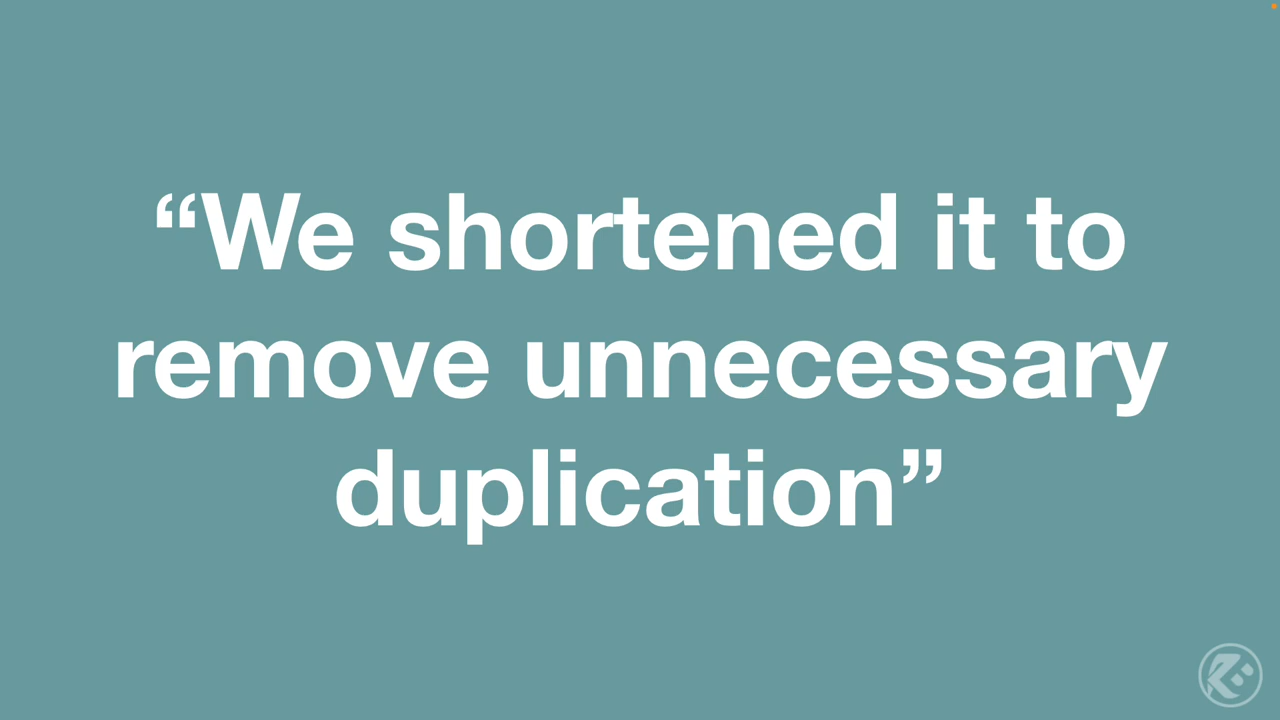 “We shortened it to
remove unnecessary
duplication”